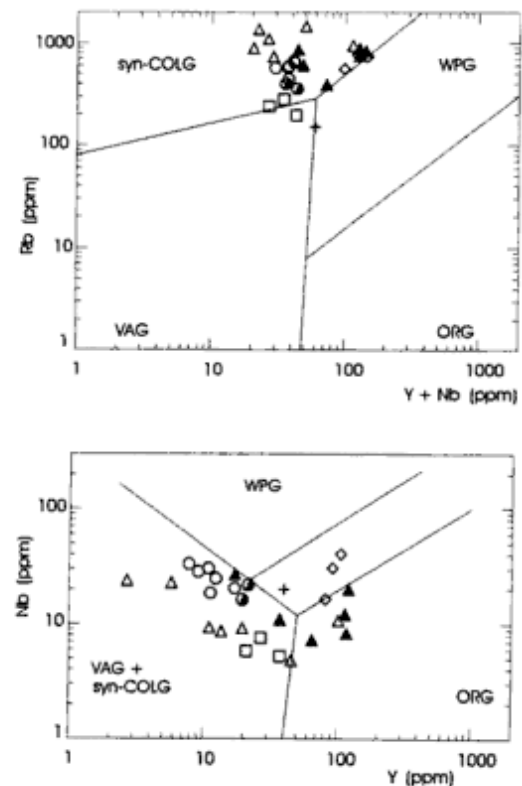 1000
syn-COLG
WPG
100
Rb (ppm)
10
VAG
ORG
1
1
10
100
1000
Y + Nb (ppm)
WPG
100
Nb (ppm)
10
VAG +
syn-COLG
ORG
1
1
10
100
1000
Y (ppm)